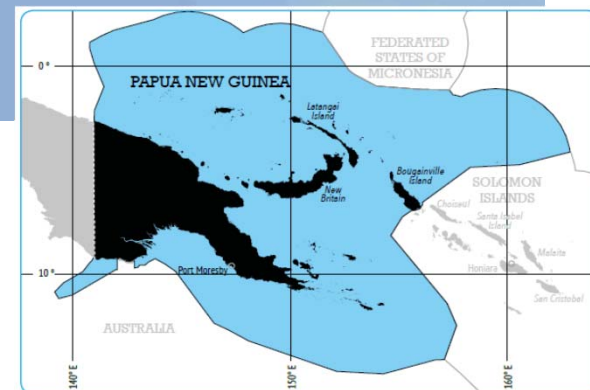 FEDERATED
STATES OF
MICRONESIA
0°
PAPUA NEW GUINEA
Latangai
Island
Bougainville
Island
SOLOMON
ISLANDS
New
Britain
Choiseul
Santa Isabel
Island
Malaita
Port Moresby
Honiara
10°
San Cristobal
AUSTRALIA
140° E
150° E
160° E